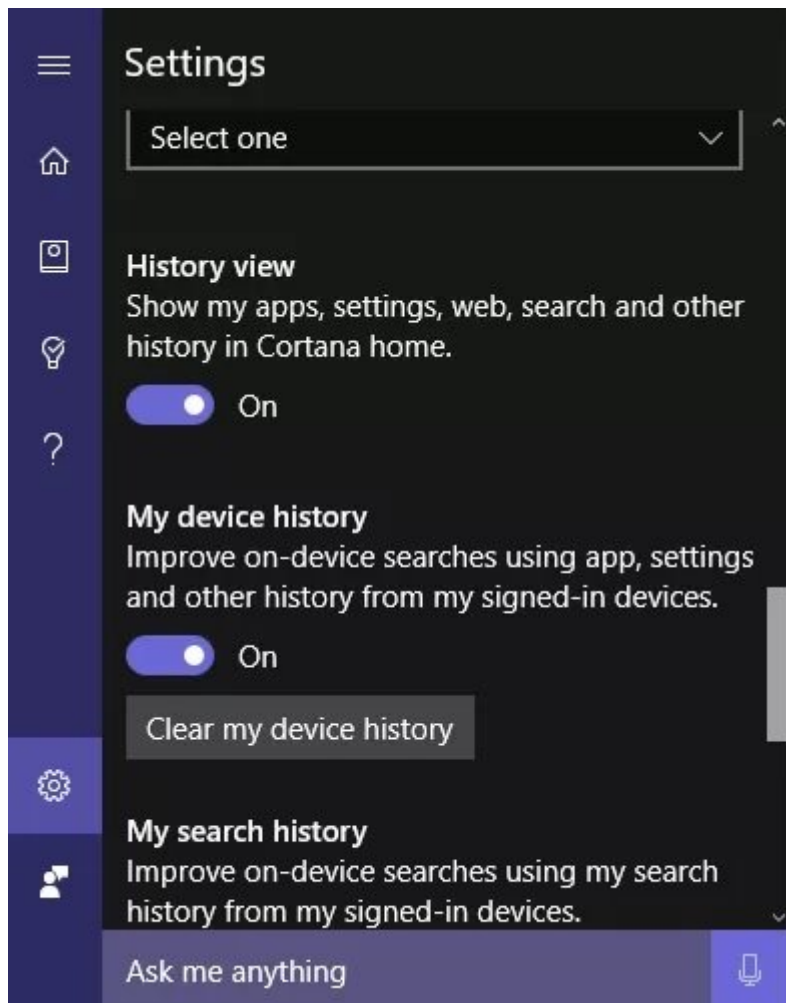 Settings
Select one
History view
Show my apps, settings, web, search and other
history in Cortana home.
On
My device history
Improve on-device searches using app, settings
and other history from my signed-in devices.
On
Clear my device history
My search history
Improve on-device searches using my search
history from my signed-in devices.
Ask me anything